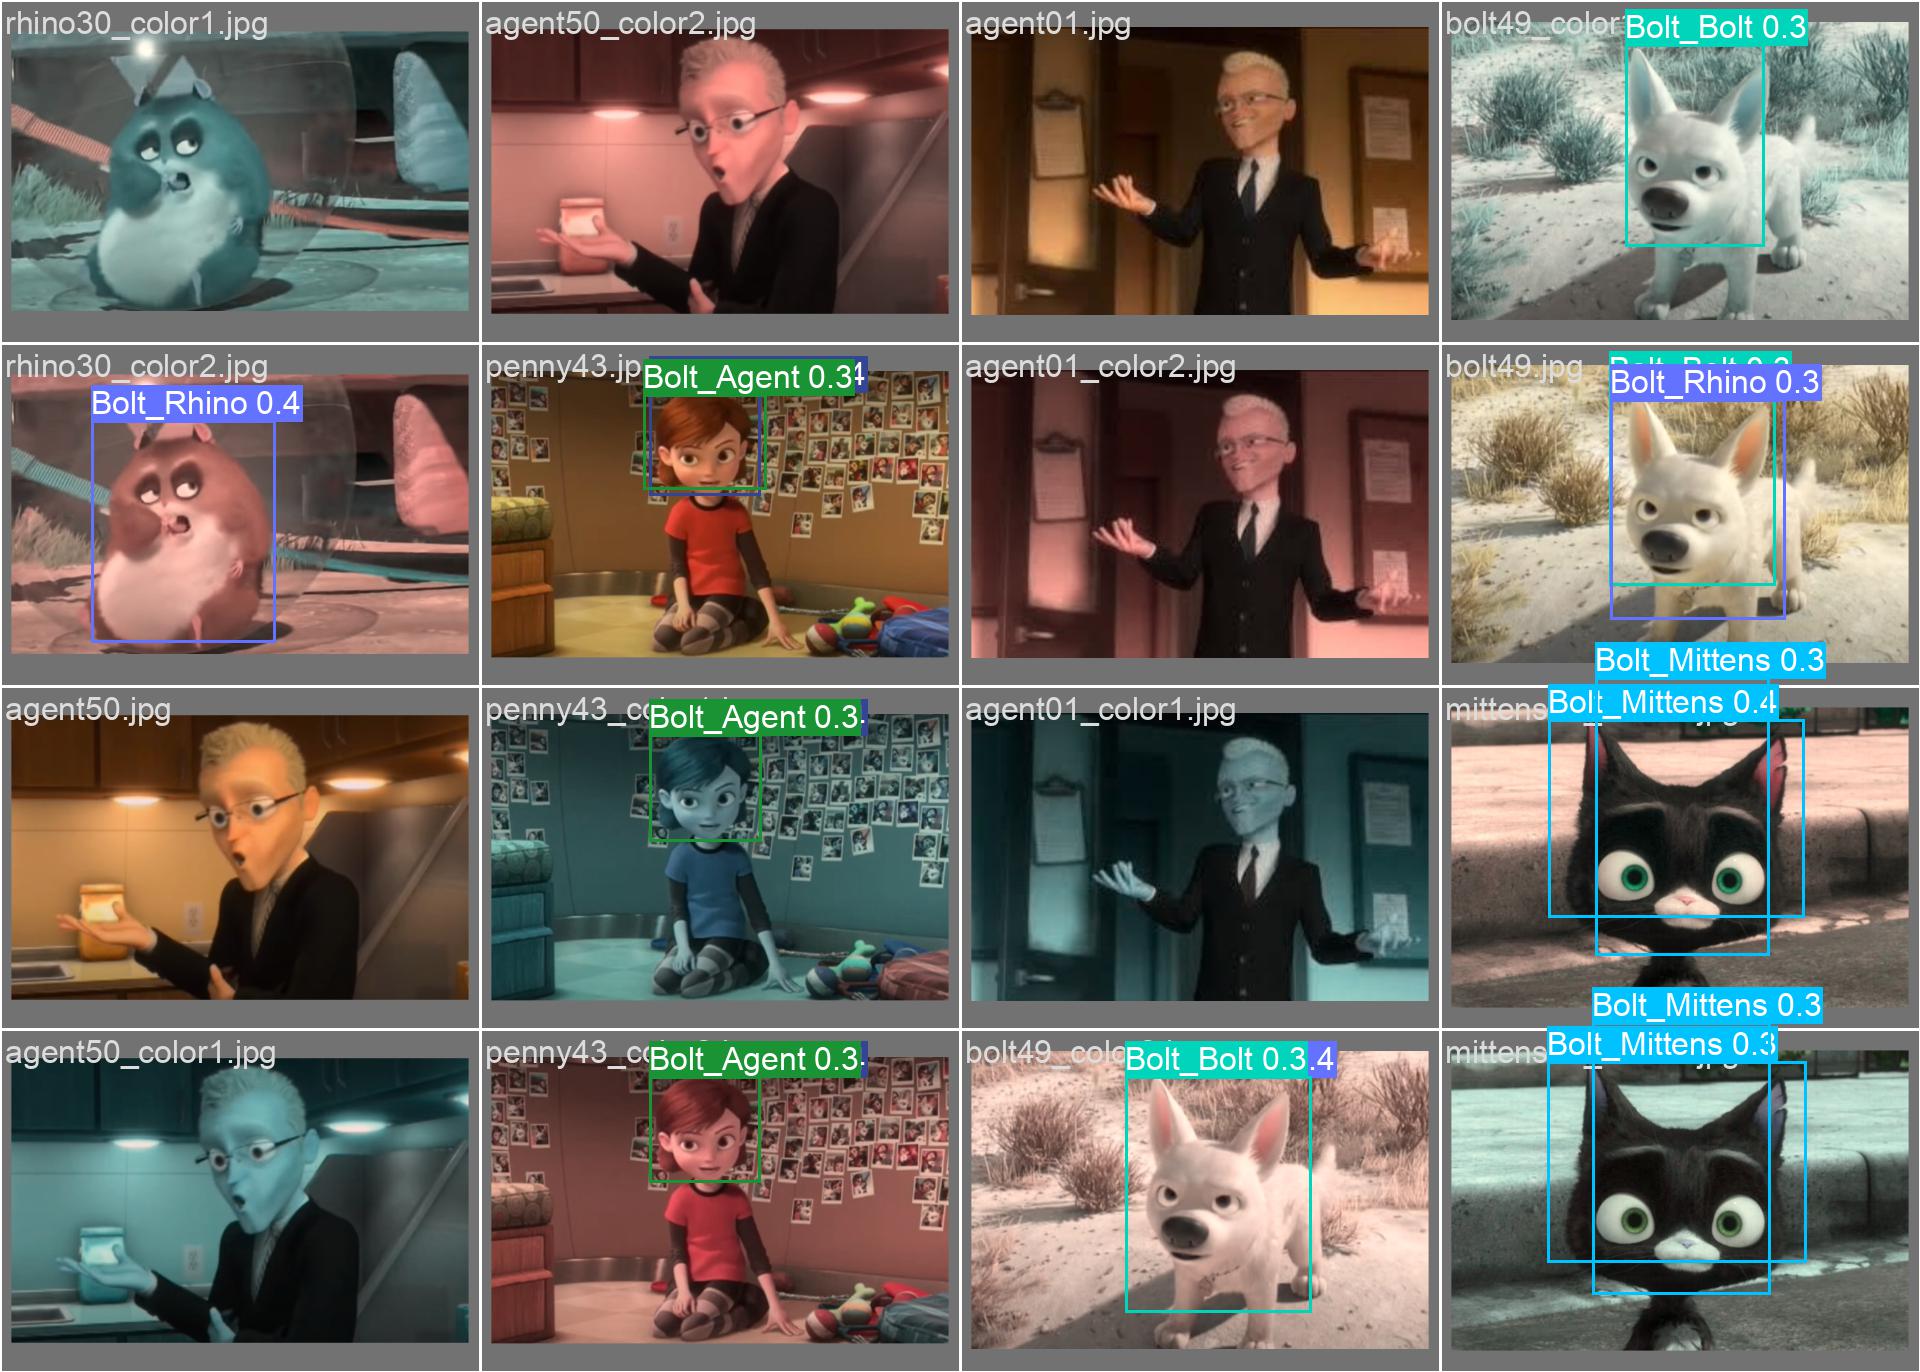 rhino30_color1.jpg
agent50_color2.jpg
agent01.jpg
bolt49_color
Bolt_Bolt 0.3
rhino30_color2.jpg
Bolt_Rhino 0.4
penny43.jp
Bolt_Agent 0.3
agent01_color2.jpg
bolt49.jpg
Bolt_Rhino 0.3
agent50.jpg
penny43_co
Bolt_Agent 0.3
agent01_color1.jpg
Bolt_Mittens 0.3
mittens
Bolt_Mittens 0.4
agent50_color1.jpg
penny43_co
Bolt_Agent 0.3
bolt49_colo
Bolt_Bolt 0.3
.4
Bolt_Mittens 0.3
mittens
Bolt_Mittens 0.3